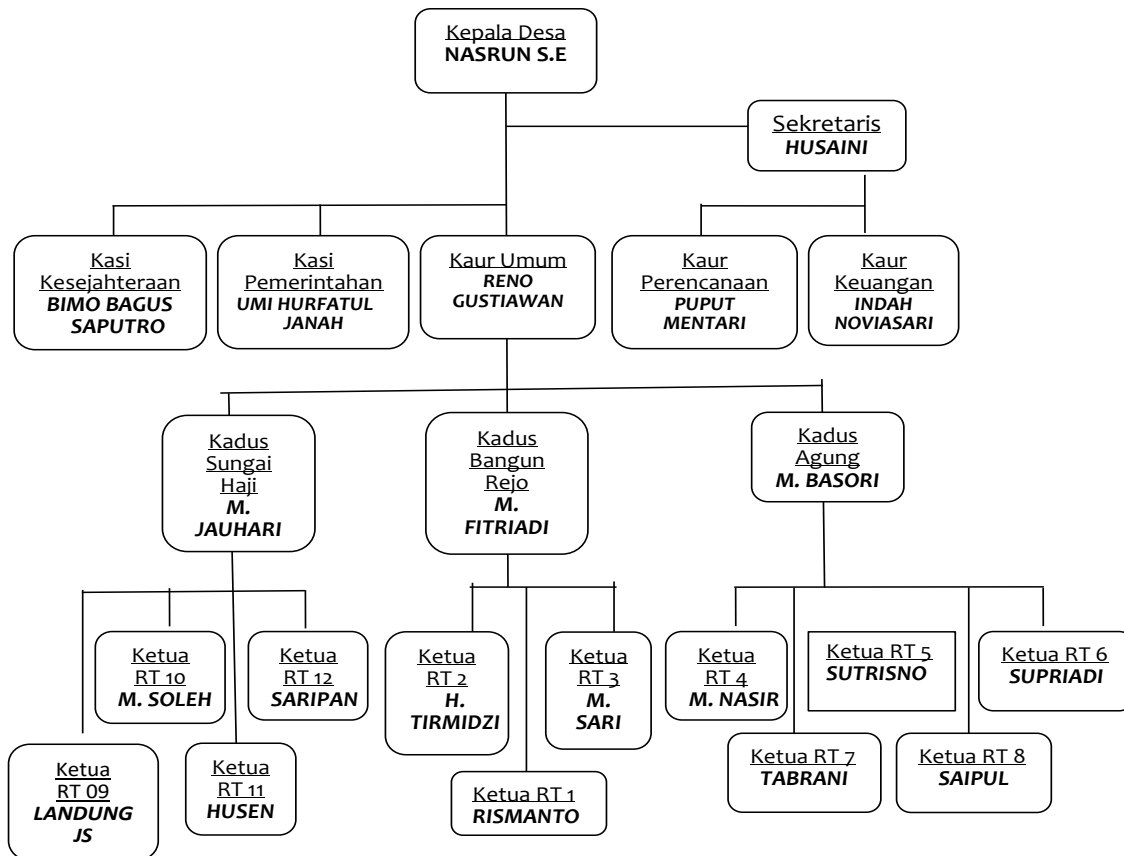 Kepala Desa
NASRUN S.E
Sekretaris
HUSAINI
Kasi
Kesejahteraan
BIMO BAGUS
SAPUTRO
Kasi
Pemerintahan
UMI HURFATUL
JANAH
Kaur Umum
RENO
GUSTIAWAN
Kaur
Perencanaan
PUPUT
MENTARI
Kaur
Keuangan
INDAH
NOVIASARI
Kadus
Sungai
Haji
M.
JAUHARI
Kadus
Bangun
Rejo
M.
FITRIADI
Kadus
Agung
M. BASORI
Ketua
RT 10
M. SOLEH
Ketua
RT 12
SARIPAN
Ketua
RT 2
H.
TIRMIDZI
Ketua
RT 3
M.
SARI
Ketua
RT 4
M. NASIR
Ketua RT 5
SUTRISNO
Ketua RT 6
SUPRIADI
Ketua
RT 09
LANDUNG
JS
Ketua
RT 11
HUSEN
Ketua RT 1
RISMANTO
Ketua RT 7
TABRANI
Ketua RT 8
SAIPUL